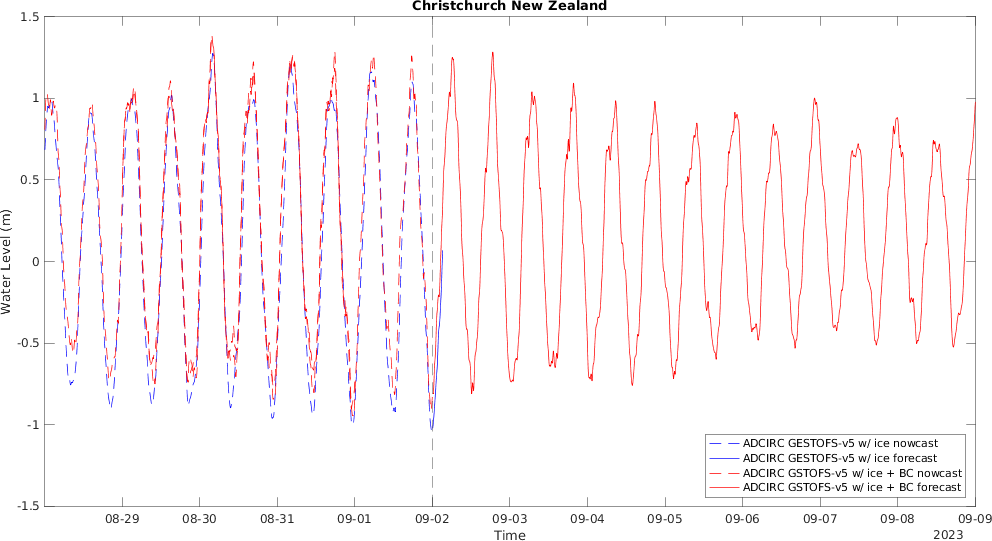 Christchurch New Zealand
1.5
1
0.5
0
-0.5
-1
-1.5
Water Level (m)
ADCIRC GESTOFS-v5 w/ ice nowcast
ADCIRC GESTOFS-v5 w/ ice forecast
ADCIRC GSTOFS-v5 w/ ice + BC nowcast
ADCIRC GSTOFS-v5 w/ ice + BC forecast
08-29 08-30 08-31 09-01 09-02 09-03 09-04 09-05 09-06 09-07 09-08 09-09
Time
2023